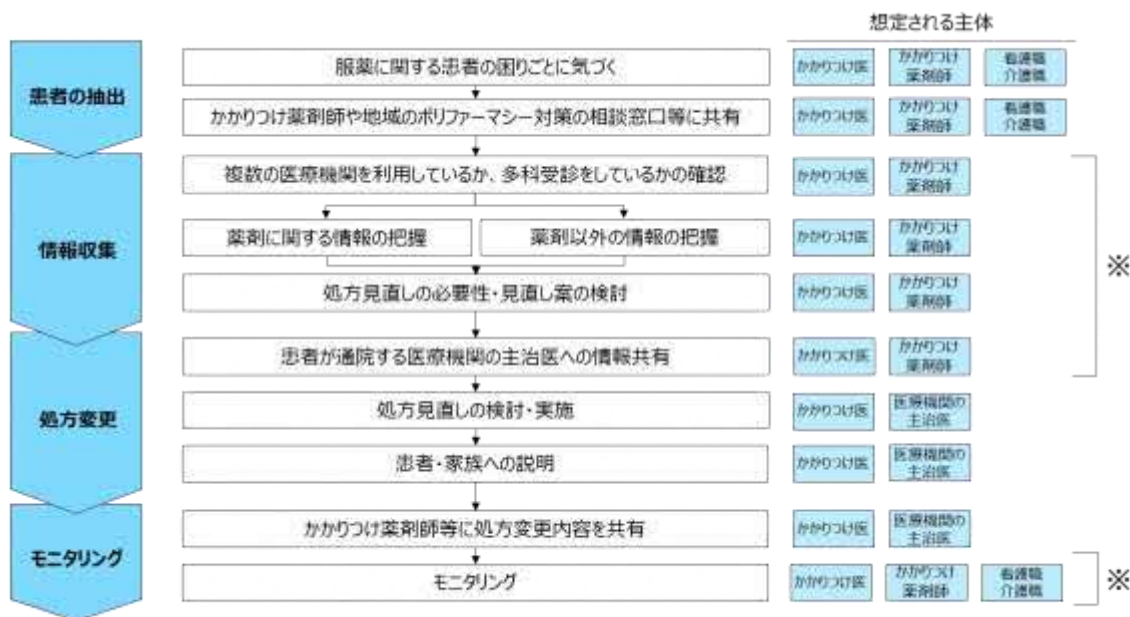 想定される主体
患者の抽出
服薬に関する患者の困りごとに気づく
かかりつけ医
かかりつけ
薬剤師
看護職
介護職
かかりつけ薬剤師や地域のポリファーマシー対策の相談窓口等に共有
かかりつけ医
かかりつけ
薬剤師
看護職
介護職
情報収集
複数の医療機関を利用しているか、多科受診をしているかの確認
かかりつけ医
かかりつけ
薬剤師
薬剤に関する情報の把握
薬剤以外の情報の把握
かかりつけ医
かかりつけ
薬剤師
処方見直しの必要性・見直し案の検討
かかりつけ医
かかりつけ
薬剤師
※
処方変更
患者が通院する医療機関の主治医への情報共有
かかりつけ医
かかりつけ
薬剤師
処方見直しの検討・実施
かかりつけ医
医療機関の
主治医
患者・家族への説明
かかりつけ医
医療機関の
主治医
モニタリング
かかりつけ薬剤師等に処方変更内容を共有
かかりつけ医
医療機関の
主治医
モニタリング
かかりつけ医
かかりつけ
薬剤師
看護職
介護職
※